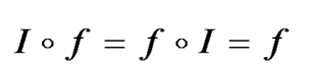 I ∘ f = f ∘ I = f